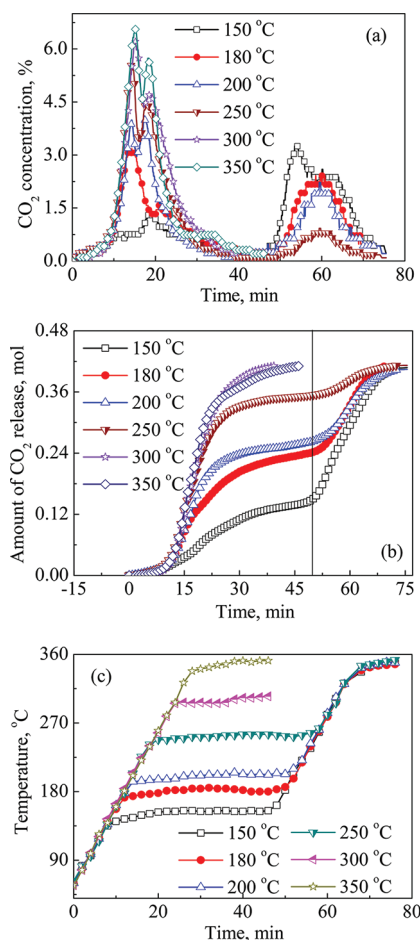 (a)
CO2 concentration, %
6.0
4.5
3.0
1.5
0.0
150 °C
180 °C
200 °C
250 °C
300 °C
350 °C
0 20 40 60 80
Time, min
Amount of CO2 release, mol
0.48
0.36
0.24
0.12
0.00
150 °C
180 °C
200 °C
250 °C
300 °C
350 °C
(b)
-15 0 15 30 45 60 75
Time, min
(c)
Temperature, °C
360
270
180
90
150 °C 250 °C
180 °C 300 °C
200 °C 350 °C
0 20 40 60 80
Time, min